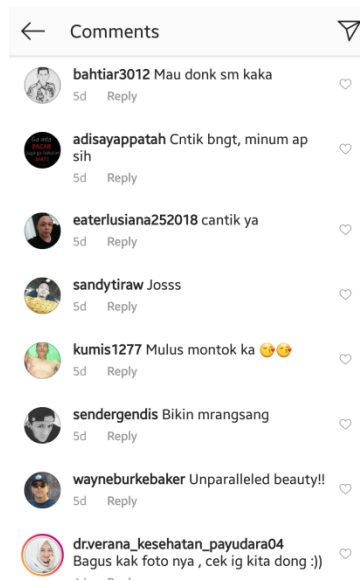 Comments
bahtiar3012 Mau donk sm kaka
5d Reply
adisayappatah Cntik bngt, minum ap
sih
5d Reply
eaterlusiana252018 cantik ya
5d Reply
sandytiraw Josss
5d Reply
kumis1277 Mulus montok ka 😘😘
5d Reply
sendergendis Bikin mrangsang
5d Reply
wayneburkebaker Unparalleled beauty!!
5d Reply
dr.verana_kesehatan_payudara04
Bagus kak foto nya , cek ig kita dong :))